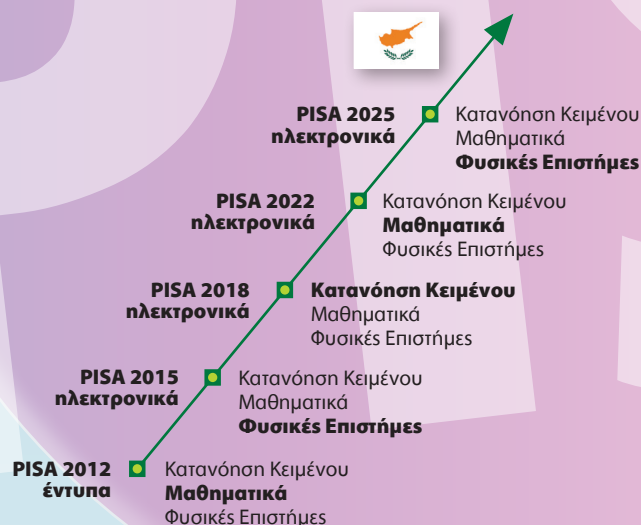 PISA 2025
ηλεκτρονικά
Κατανόηση Κειμένου
Μαθηματικά
Φυσικές Επιστήμες
PISA 2022
ηλεκτρονικά
Κατανόηση Κειμένου
Μαθηματικά
Φυσικές Επιστήμες
PISA 2018
ηλεκτρονικά
Κατανόηση Κειμένου
Μαθηματικά
Φυσικές Επιστήμες
PISA 2015
ηλεκτρονικά
Κατανόηση Κειμένου
Μαθηματικά
Φυσικές Επιστήμες
PISA 2012
έντυπα
Κατανόηση Κειμένου
Μαθηματικά
Φυσικές Επιστήμες